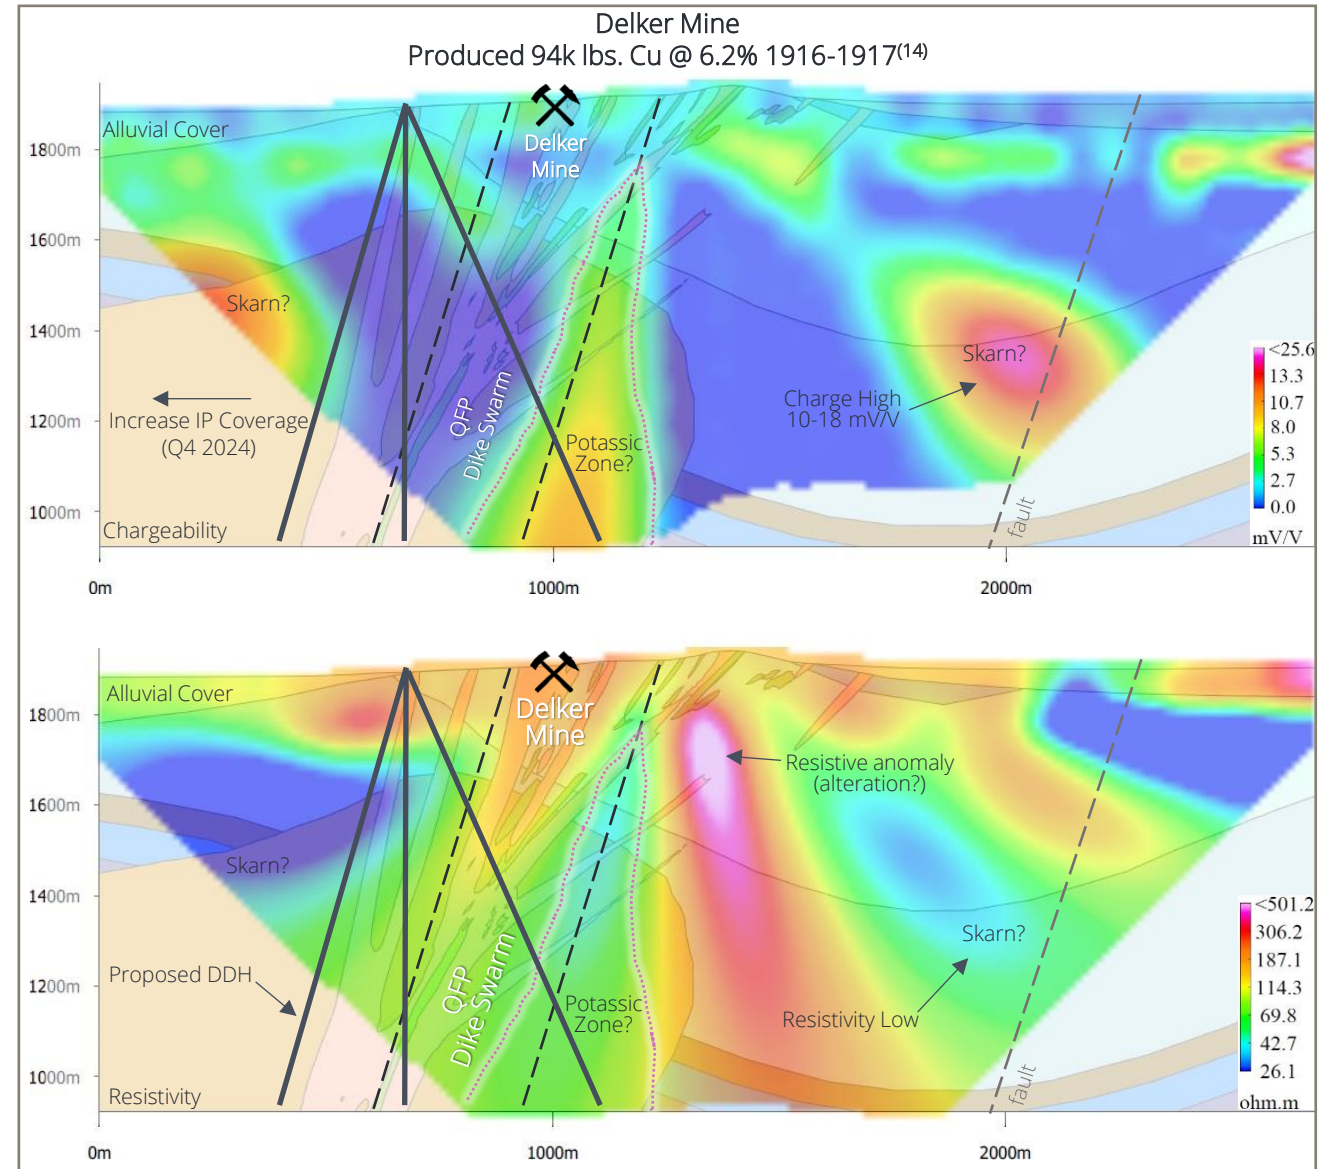 Delker Mine
Produced 94k lbs. Cu @ 6.2% 1916-1917(14)
Alluvial Cover
Delker
Mine
1800m
1600m
1400m
1200m
1000m
Skarn?
Skarn?
Charge High
10-18 mV/V
Increase IP Coverage
(Q4 2024)
QFP
Dike Swarm
Potassic
Zone?
fault
Chargeability
<25.6
13.3
10.7
8.0
5.3
2.7
0.0
mV/V
0m
1000m
2000m
Alluvial Cover
Delker
Mine
1800m
1600m
1400m
1200m
1000m
Resistive anomaly
(alteration?)
Skarn?
Skarn?
Proposed DDH
QFP
Dike Swarm
Potassic
Zone?
Resistivity Low
fault
Resistivity
<501.2
306.2
187.1
114.3
69.8
42.7
26.1
ohm.m
0m
1000m
2000m